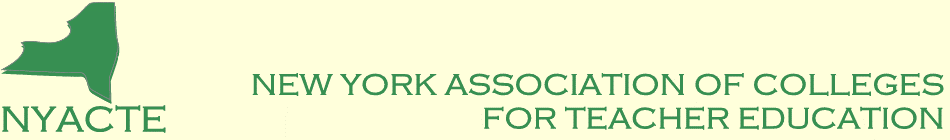 NYACTE
NEW YORK ASSOCIATION OF COLLEGES
FOR TEACHER EDUCATION